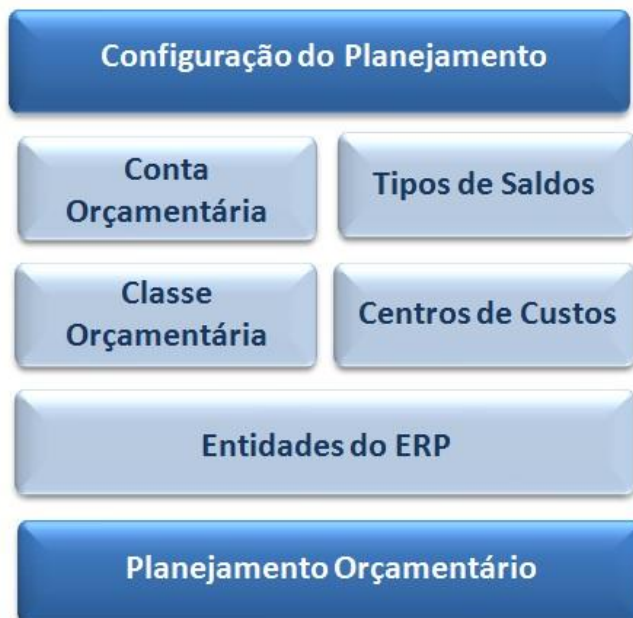 Configuração do Planejamento
Conta
Orçamentária
Tipos de Saldos
Classe
Orçamentária
Centros de Custos
Entidades do ERP
Planejamento Orçamentário